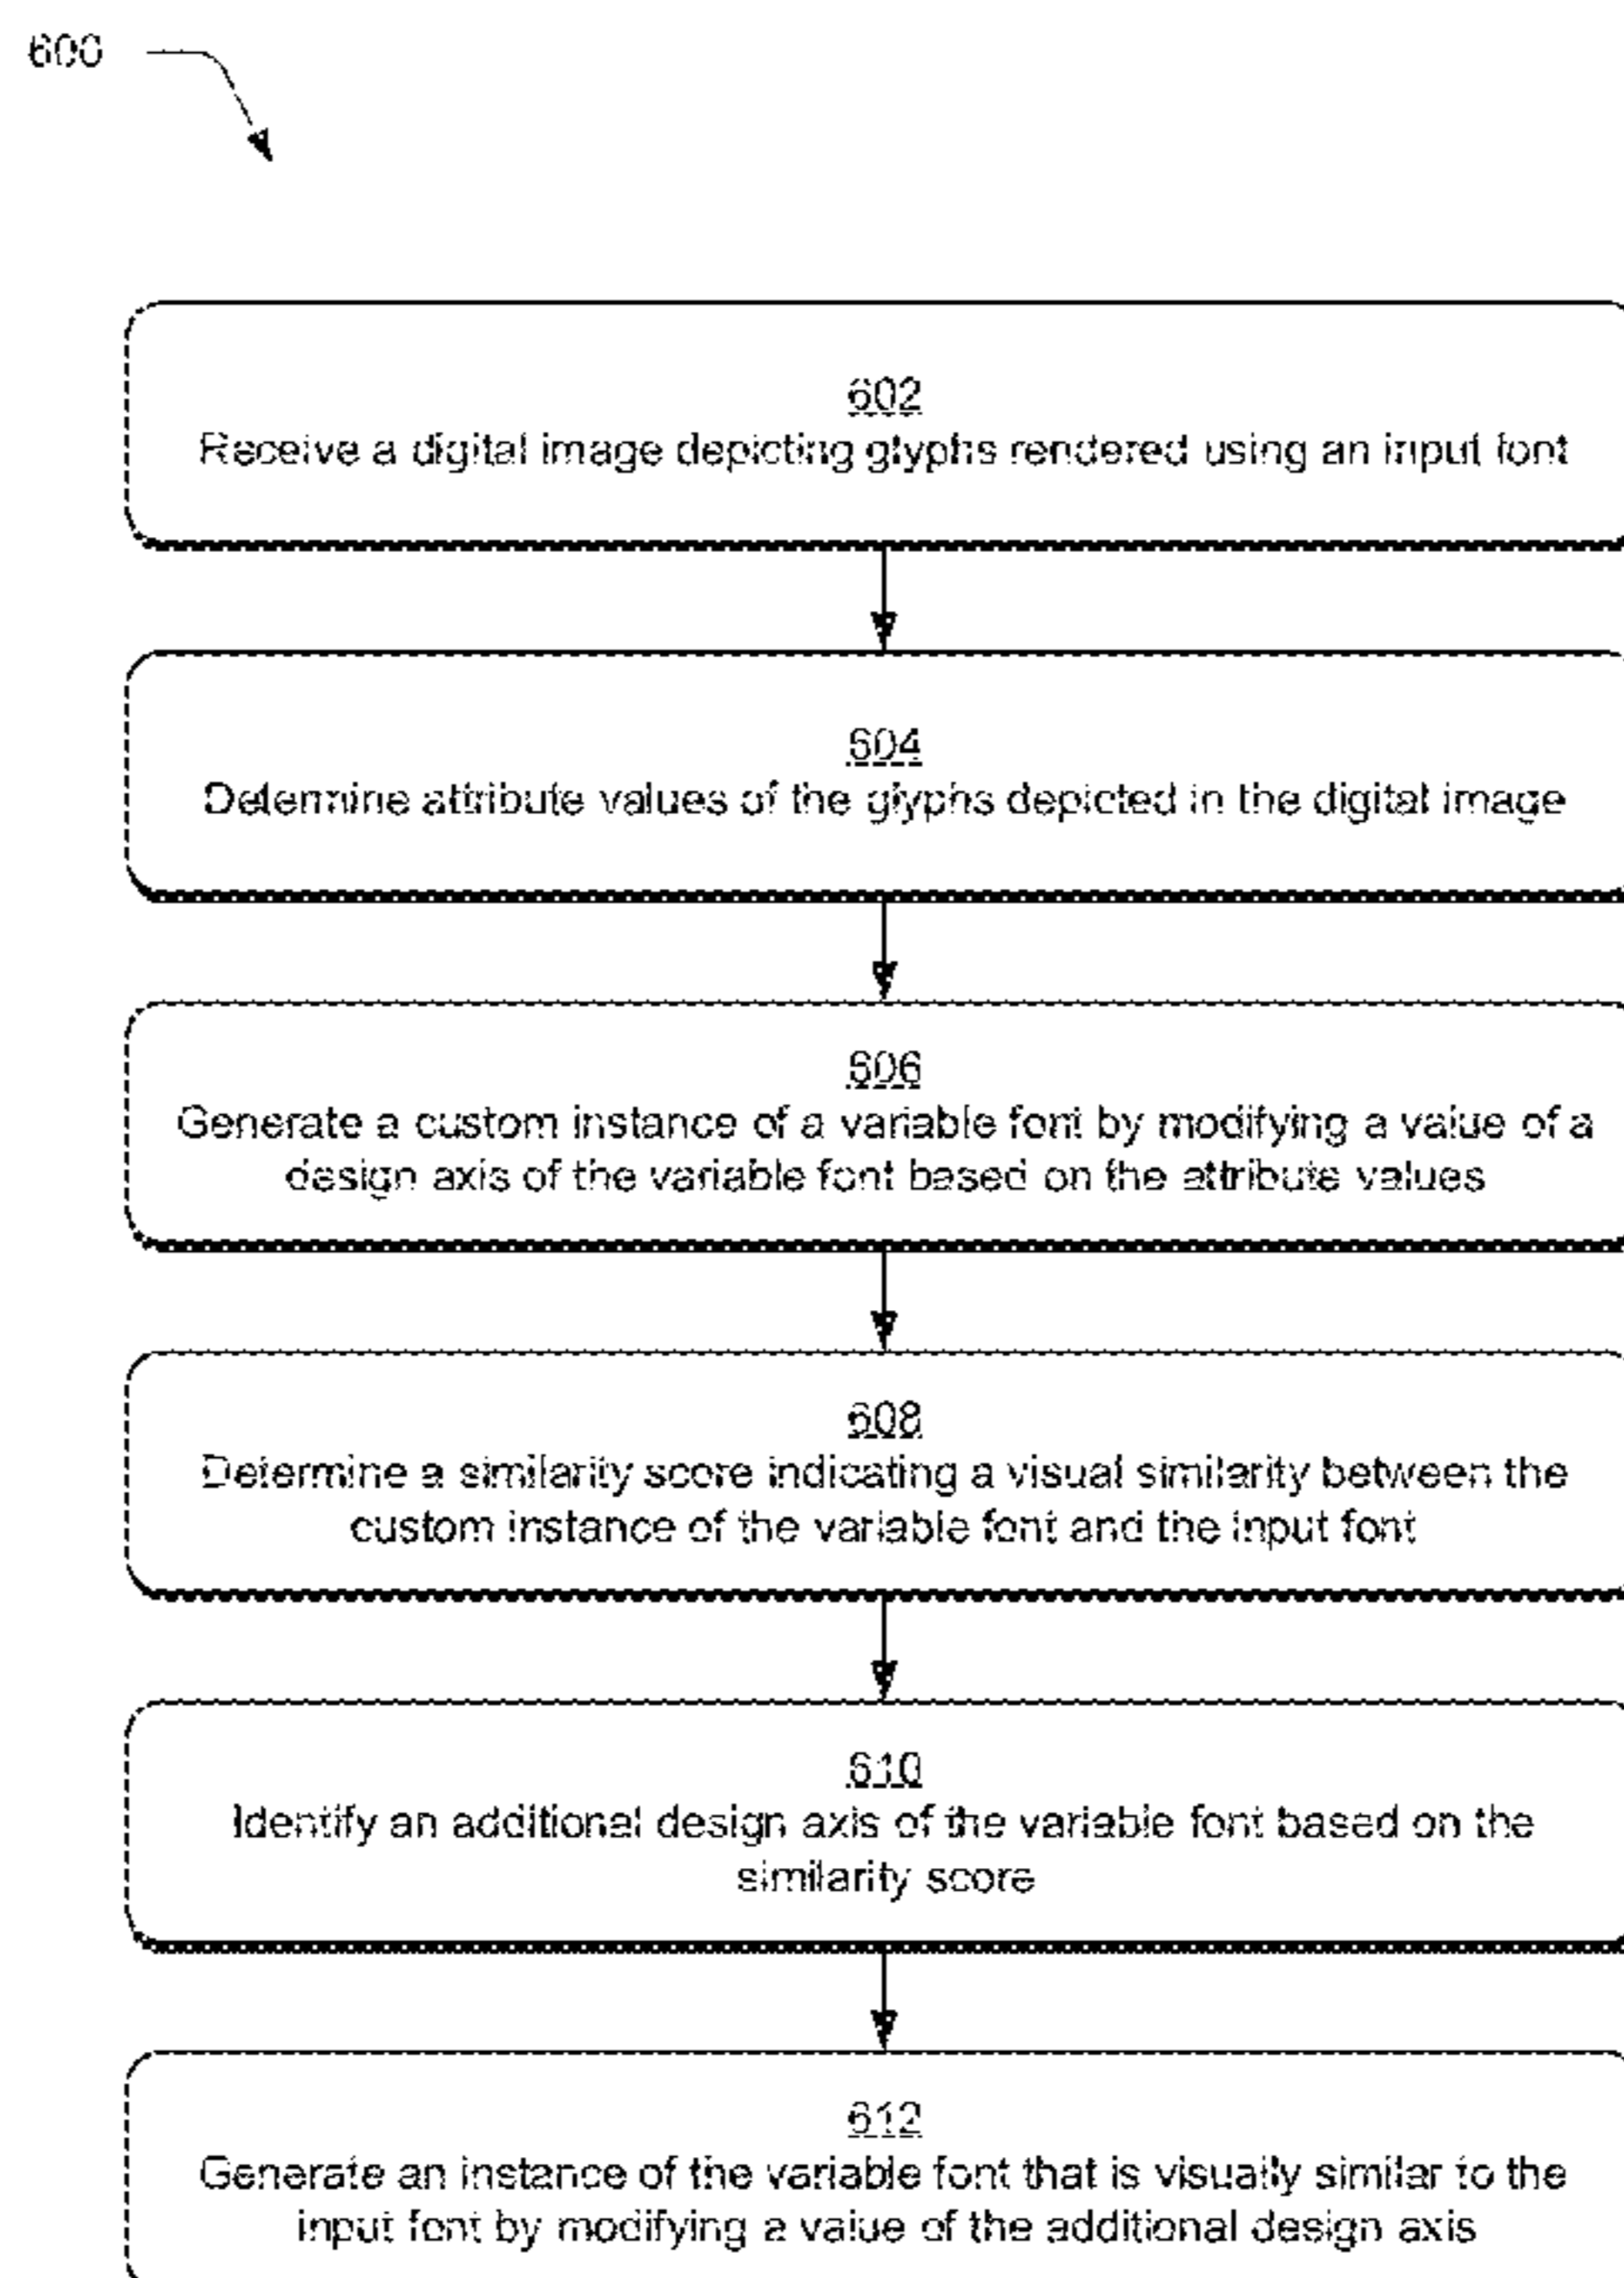 600
602
Receive a digital image depicting glyphs rendered using an input font
604
Determine attribute values of the glyphs depicted in the digital image
606
Generate a custom instance of a variable font by modifying a value of a
design axis of the variable font based on the attribute values
608
Determine a similarity score indicating a visual similarity between the
custom instance of the variable font and the input font
610
Identify an additional design axis of the variable font based on the
similarity score
612
Generate an instance of the variable font that is visually similar to the
input font by modifying a value of the additional design axis